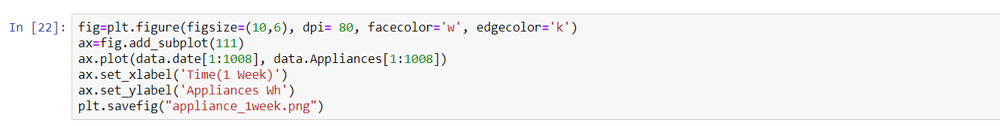 In [22]: fig=plt.figure(figsize=(10,6), dpi= 80, facecolor='w', edgecolor='k')
ax=fig.add_subplot(111)
ax.plot(data.date[1:1008], data.Appliances[1:1008])
ax.set_xlabel('Time(1 Week)')
ax.set_ylabel('Appliances Wh')
plt.savefig("appliance_1week.png")